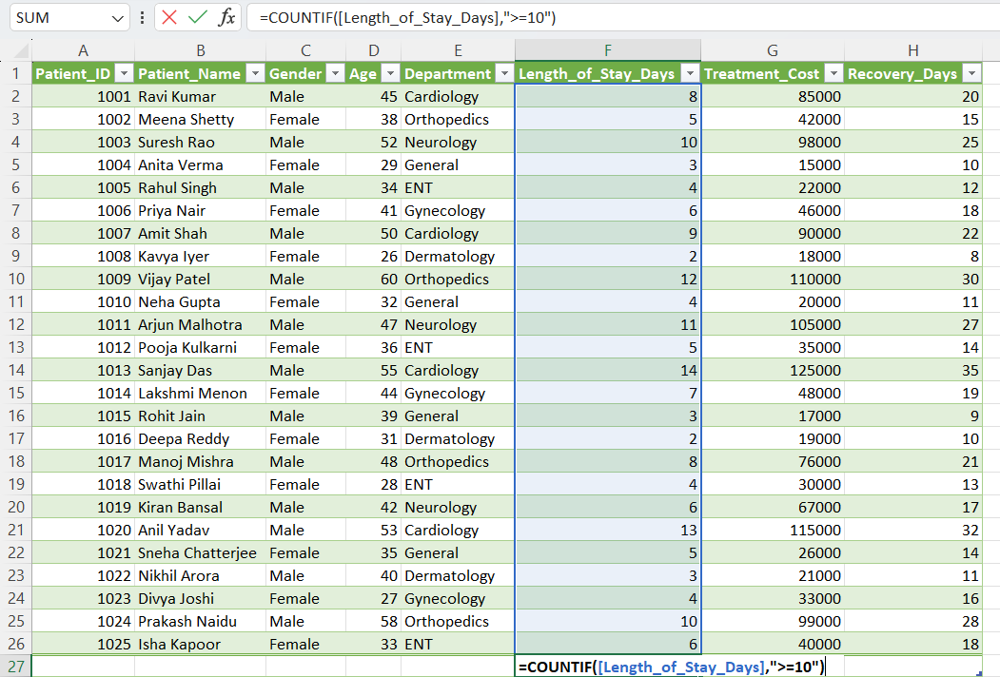 SUM fx =COUNTIF([Length_of_Stay_Days],">=10")
A B C D E F G H
1 Patient_ID Patient_Name Gender Age Department Length_of_Stay_Days Treatment_Cost Recovery_Days
2 1001 Ravi Kumar Male 45 Cardiology 8 85000 20
3 1002 Meena Shetty Female 38 Orthopedics 5 42000 15
4 1003 Suresh Rao Male 52 Neurology 10 98000 25
5 1004 Anita Verma Female 29 General 3 15000 10
6 1005 Rahul Singh Male 34 ENT 4 22000 12
7 1006 Priya Nair Female 41 Gynecology 6 46000 18
8 1007 Amit Shah Male 50 Cardiology 9 90000 22
9 1008 Kavya Iyer Female 26 Dermatology 2 18000 8
10 1009 Vijay Patel Male 60 Orthopedics 12 110000 30
11 1010 Neha Gupta Female 32 General 4 20000 11
12 1011 Arjun Malhotra Male 47 Neurology 11 105000 27
13 1012 Pooja Kulkarni Female 36 ENT 5 35000 14
14 1013 Sanjay Das Male 55 Cardiology 14 125000 35
15 1014 Lakshmi Menon Female 44 Gynecology 7 48000 19
16 1015 Rohit Jain Male 39 General 3 17000 9
17 1016 Deepa Reddy Female 31 Dermatology 2 19000 10
18 1017 Manoj Mishra Male 48 Orthopedics 8 76000 21
19 1018 Swathi Pillai Female 28 ENT 4 30000 13
20 1019 Kiran Bansal Male 42 Neurology 6 67000 17
21 1020 Anil Yadav Male 53 Cardiology 13 115000 32
22 1021 Sneha Chatterjee Female 35 General 5 26000 14
23 1022 Nikhil Arora Male 40 Dermatology 3 21000 11
24 1023 Divya Joshi Female 27 Gynecology 4 33000 16
25 1024 Prakash Naidu Male 58 Orthopedics 10 99000 28
26 1025 Isha Kapoor Female 33 ENT 6 40000 18
27 =COUNTIF([Length_of_Stay_Days],">=10")